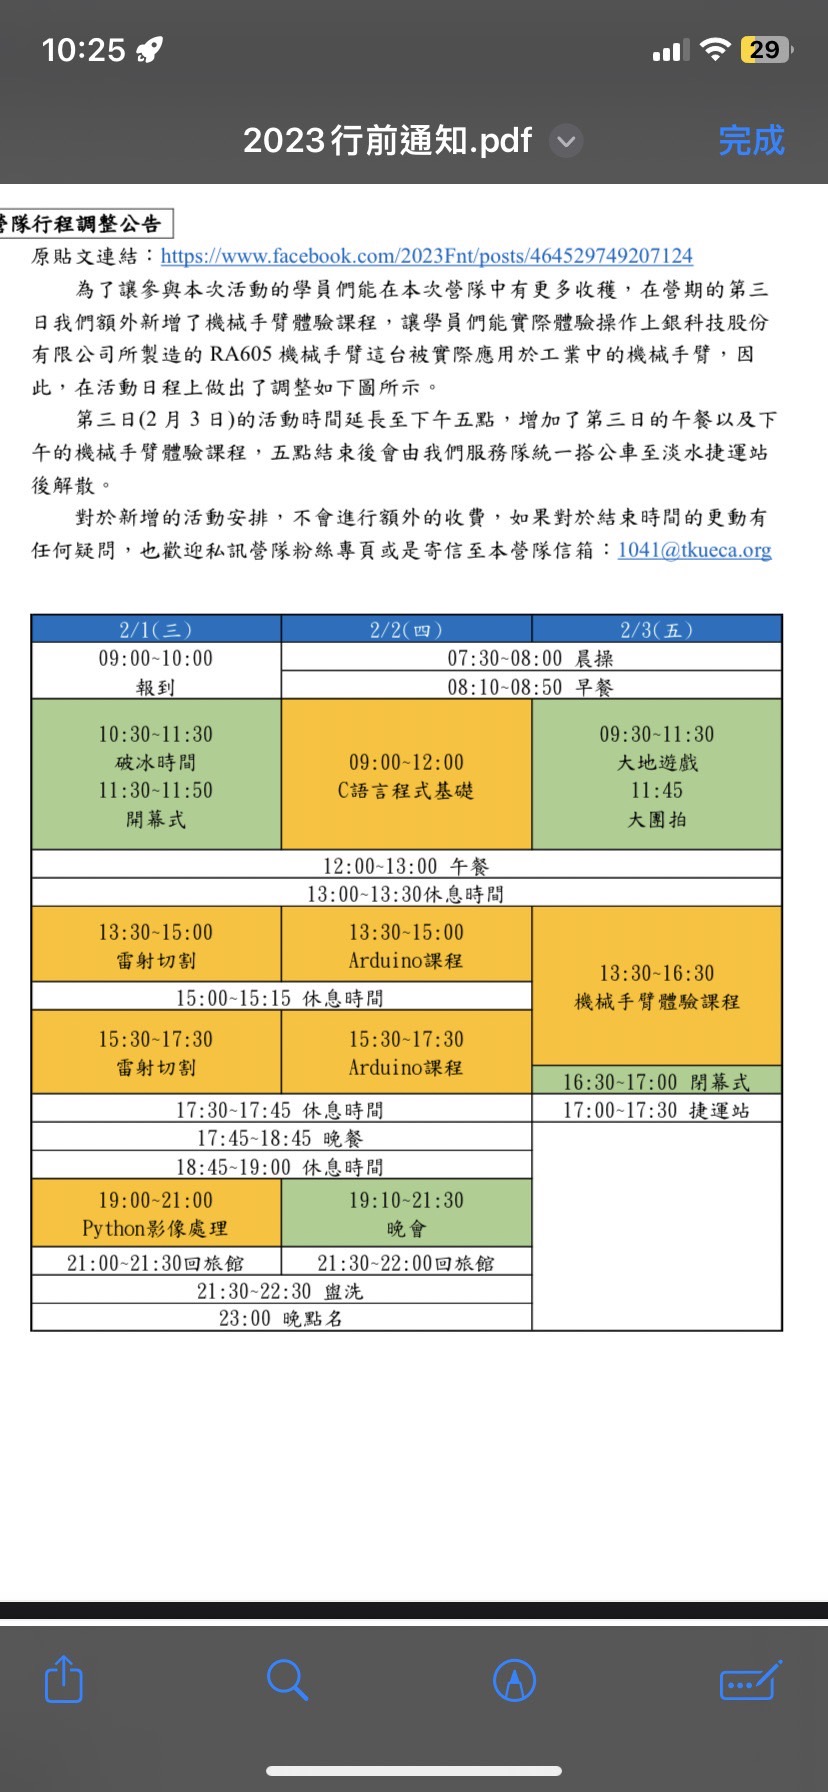 10:25
29
2023行前通知.pdf
完成
營隊行程調整公告
原貼文連結：https://www.facebook.com/2023Fnt/posts/464529749207124
為了讓參與本次活動的學員們能在本次營隊中有更多收穫，在營期的第三
日我們額外新增了機械手臂體驗課程，讓學員們能實際體驗操作上銀科技股份
有限公司所製造的 RA605 機械手臂這台被實際應用於工業中的機械手臂，因
此，在活動日程上做出了調整如下圖所示。
第三日(2 月 3 日)的活動時間延長至下午五點，增加了第三日的午餐以及下
午的機械手臂體驗課程，五點結束後會由我們服務隊統一搭公車至淡水捷運站
後解散。
對於新增的活動安排，不會進行額外的收費，如果對於結束時間的更動有
任何疑問，也歡迎私訊營隊粉絲專頁或是寄信至本營隊信箱：1041@tkueca.org
2/1(三) 2/2(四) 2/3(五)
09:00~10:00
報到
07:30~08:00 晨操
08:10~08:50 早餐
10:30~11:30
破冰時間
11:30~11:50
開幕式
09:00~12:00
C語言程式基礎
09:30~11:30
大地遊戲
11:45
大團拍
12:00~13:00 午餐
13:00~13:30休息時間
13:30~15:00
雷射切割
13:30~15:00
Arduino課程
13:30~16:30
機械手臂體驗課程
15:00~15:15 休息時間
15:30~17:30
雷射切割
15:30~17:30
Arduino課程
16:30~17:00 閉幕式
17:30~17:45 休息時間
17:00~17:30 捷運站
17:45~18:45 晚餐
18:45~19:00 休息時間
19:00~21:00
Python影像處理
19:10~21:30
晚會
21:00~21:30回旅館
21:30~22:00回旅館
21:30~22:30 盥洗
23:00 晚點名